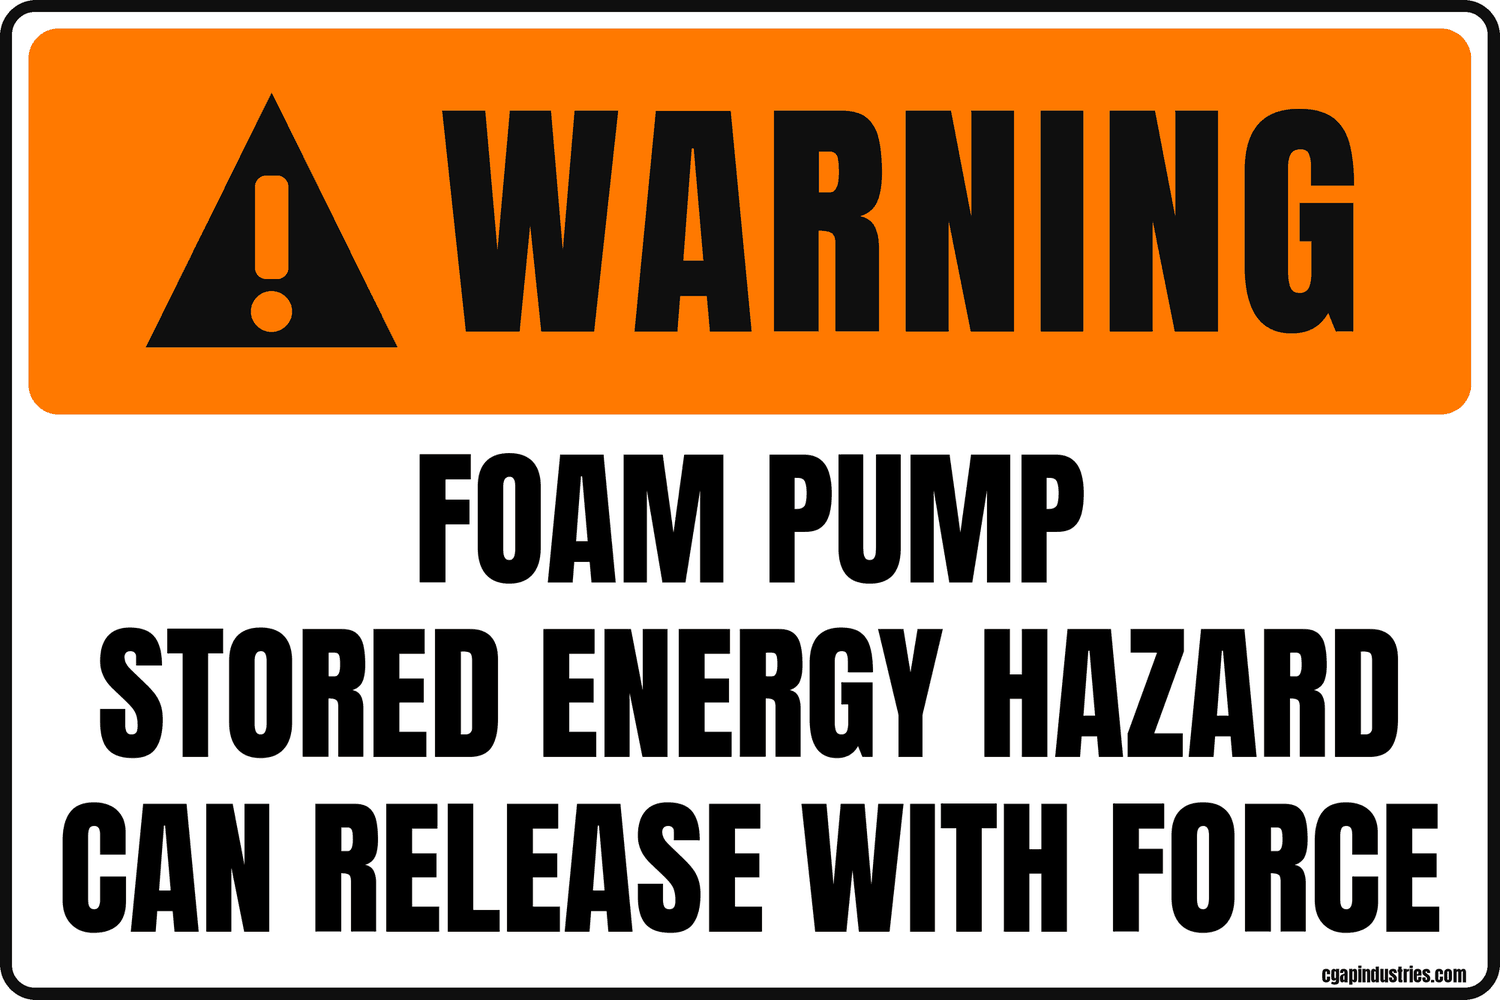 WARNING
FOAM PUMP
STORED ENERGY HAZARD
CAN RELEASE WITH FORCE
cgapindustries.com